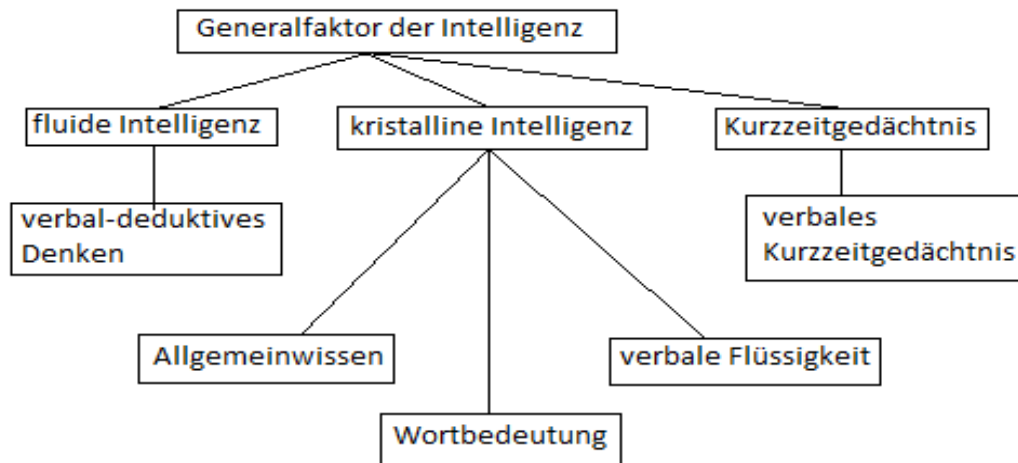 Generalfaktor der Intelligenz
fluide Intelligenz
kristalline Intelligenz
Kurzzeitgedächtnis
verbal-deduktives
Denken
verbales
Kurzzeitgedächtnis
Allgemeinwissen
verbale Flüssigkeit
Wortbedeutung